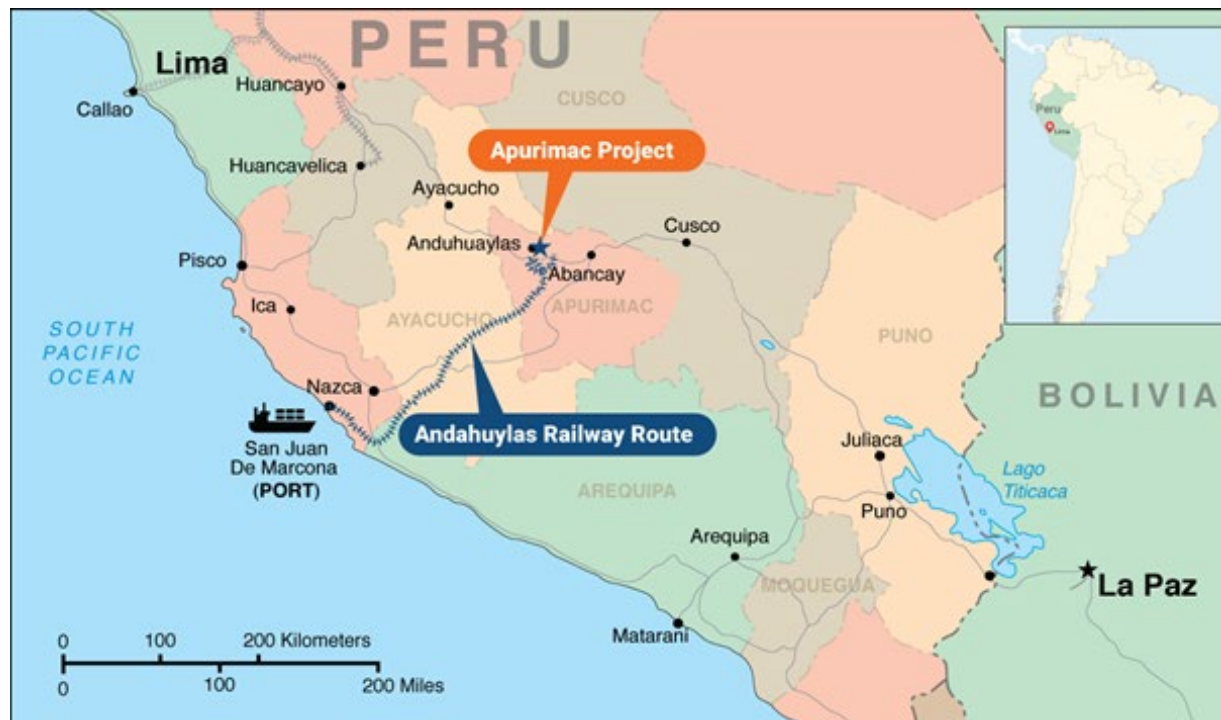 PERU
Lima
Callao
Huancayo
CUSCO
Huancavelica
Apurimac Project
Ayacucho
Anduhuaylas
Cusco
Abancay
Pisco
Ica
AYACUCHO
APURIMAC
SOUTH
PACIFIC
OCEAN
PUNO
Nazca
BOLIVIA
San Juan
De Marcona
(PORT)
Andahuylas Railway Route
Juliaca
Lago
Titicaca
AREQUIPA
Puno
Arequipa
MOQUEGUA
La Paz
Matarani
0 100 200 Kilometers
0 100 200 Miles
Peru
Lima